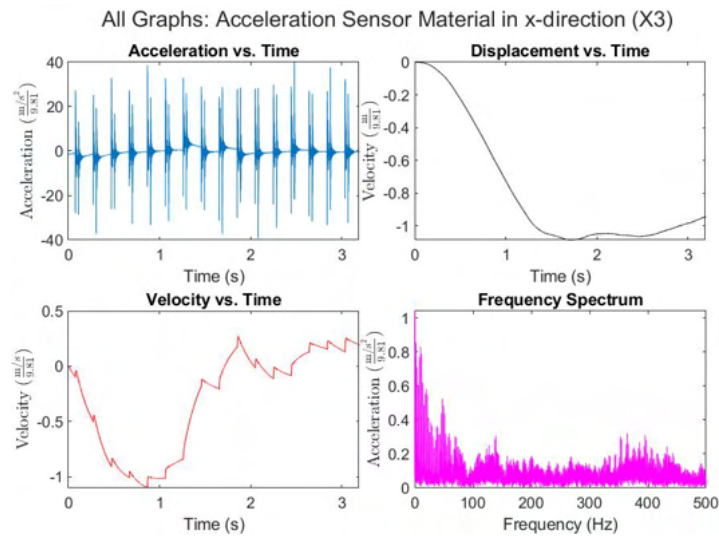 All Graphs: Acceleration Sensor Material in x-direction (X3)
Acceleration vs. Time
Displacement vs. Time
40
20
0
-20
-40
Acceleration (m/s²/9.81)
0 1 2 3
Time (s)
0
-0.2
-0.4
-0.6
-0.8
-1
Velocity (m/9.81)
0 1 2 3
Time (s)
Velocity vs. Time
Frequency Spectrum
0.5
0
-0.5
-1
Velocity (m/s/9.81)
0 1 2 3
Time (s)
1
0.8
0.6
0.4
0.2
0
Acceleration (m/s²/9.81)
0 100 200 300 400 500
Frequency (Hz)